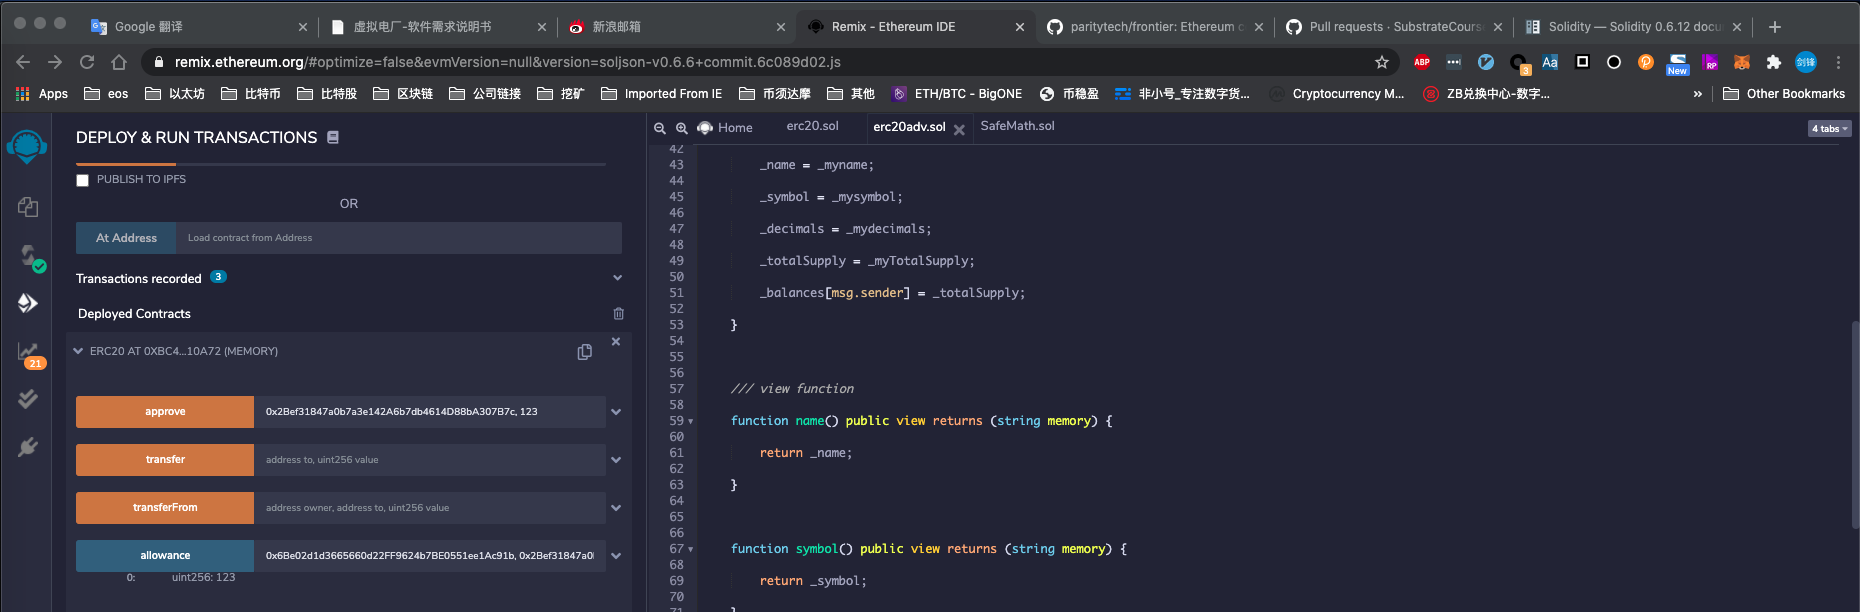 Google 翻译
虚拟电厂-软件需求说明书
新浪邮箱
Remix - Ethereum IDE
paritytech/frontier: Ethereum c
Pull requests · SubstrateCours
Solidity — Solidity 0.6.12 docu
remix.ethereum.org/#optimize=false&evmVersion=null&version=soljson-v0.6.6+commit.6c089d02.js
ABP
3
Aa
New
RP
剑锋
Apps
eos
以太坊
比特币
比特股
区块链
公司链接
挖矿
Imported From IE
币须达摩
其他
ETH/BTC - BigONE
币稳盈
非小号_专注数字货...
Cryptocurrency M...
ZB兑换中心-数字...
»
Other Bookmarks
DEPLOY & RUN TRANSACTIONS
PUBLISH TO IPFS
OR
At Address
Load contract from Address
Transactions recorded 3
Deployed Contracts
ERC20 AT 0XBC4...10A72 (MEMORY)
21
approve
0x2Bef31847a0b7a3e142A6b7db4614D88bA307B7c, 123
transfer
address to, uint256 value
transferFrom
address owner, address to, uint256 value
allowance
0x6Be02d1d3665660d22FF9624b7BE0551ee1Ac91b, 0x2Bef31847a0
0: uint256: 123
Home
erc20.sol
erc20adv.sol
SafeMath.sol
4 tabs
42
43 _name = _myname;
44
45 _symbol = _mysymbol;
46
47 _decimals = _mydecimals;
48
49 _totalSupply = _myTotalSupply;
50
51 _balances[msg.sender] = _totalSupply;
52
53 }
54
55
56
57 /// view function
58
59 function name() public view returns (string memory) {
60
61 return _name;
62
63 }
64
65
66
67 function symbol() public view returns (string memory) {
68
69 return _symbol;
70
71 }